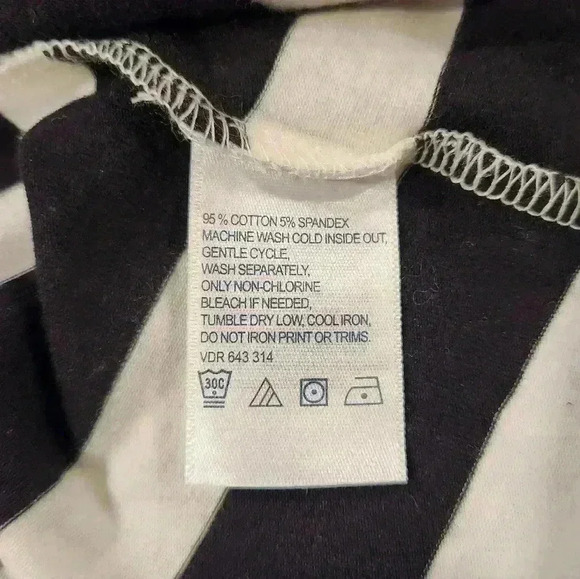 95 % COTTON 5% SPANDEX
MACHINE WASH COLD INSIDE OUT,
GENTLE CYCLE,
WASH SEPARATELY,
ONLY NON-CHLORINE
BLEACH IF NEEDED,
TUMBLE DRY LOW, COOL IRON,
DO NOT IRON PRINT OR TRIMS.
VDR 643 314
30C